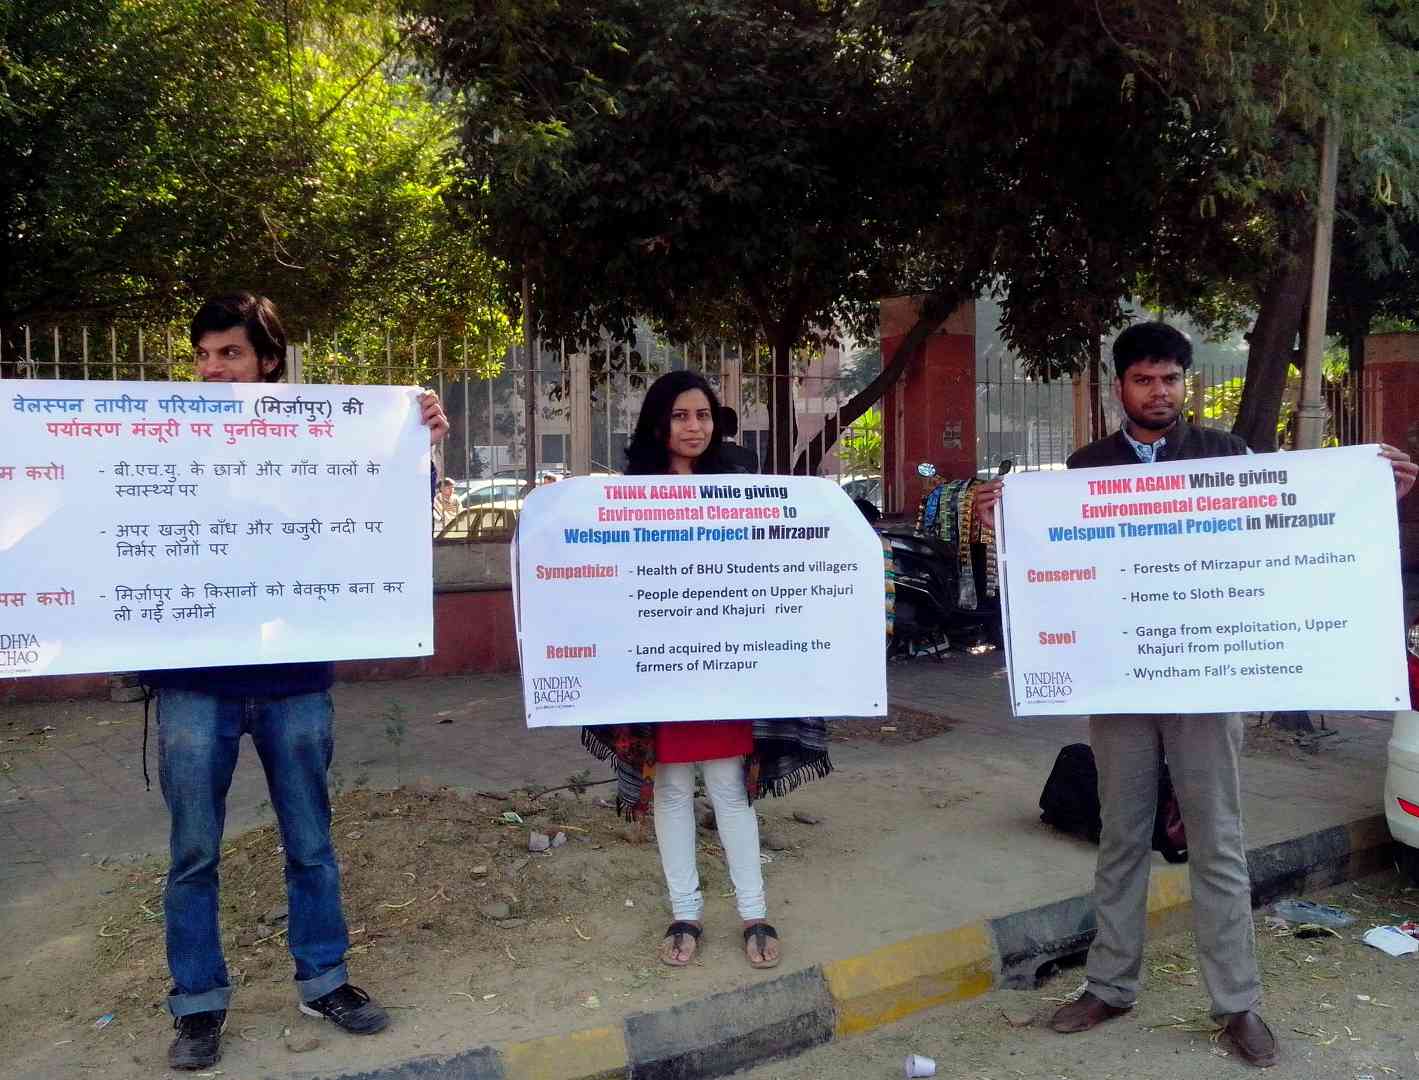 वेलस्पन तापीय परियोजना (मिर्ज़ापुर) की
पर्यावरण मंजूरी पर पुनर्विचार करें
करो!
- बी.एच.यु. के छात्रों और गाँव वालों के
स्वास्थ्य पर
- अपर खजुरी बाँध और खजुरी नदी पर
निर्भर लोगों पर
करो!
- मिर्ज़ापुर के किसानों को बेवकूफ बना कर
ली गई ज़मीनें
THINK AGAIN! While giving
Environmental Clearance to
Welspun Thermal Project in Mirzapur
Sympathize! - Health of BHU Students and villagers
- People dependent on Upper Khajuri
reservoir and Khajuri river
Return! - Land acquired by misleading the
farmers of Mirzapur
VINDHYA
BACHAO
THINK AGAIN! While giving
Environmental Clearance to
Welspun Thermal Project in Mirzapur
Conserve! - Forests of Mirzapur and Madihan
- Home to Sloth Bears
Save! - Ganga from exploitation, Upper
Khajuri from pollution
- Wyndham Fall's existence
VINDHYA
BACHAO